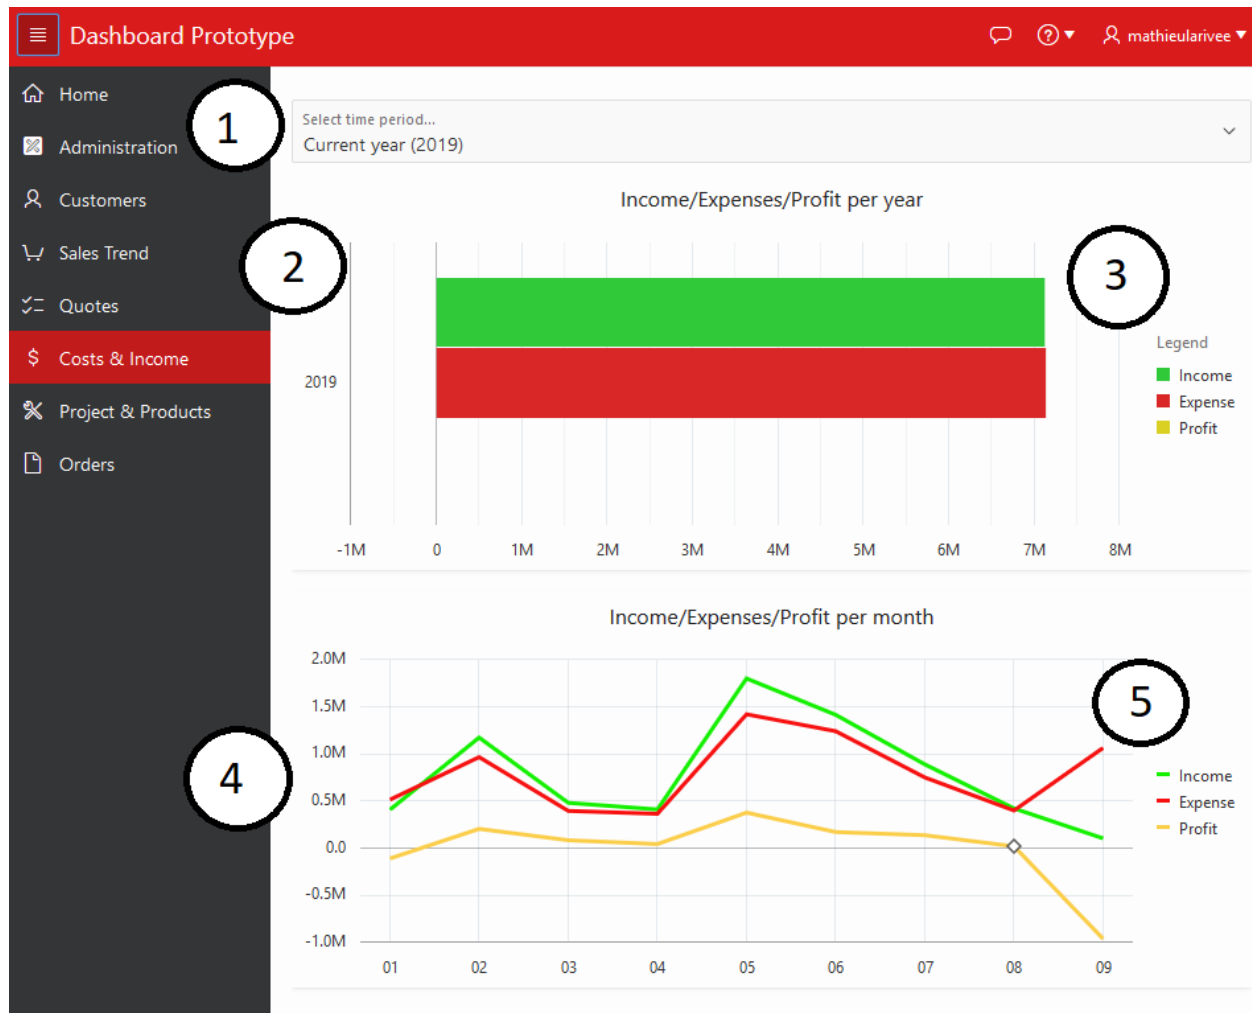 Dashboard Prototype
mathieularivee
Home
Administration
Customers
Sales Trend
Quotes
Costs & Income
Project & Products
Orders
1
Select time period...
Current year (2019)
Income/Expenses/Profit per year
2
3
2019
Legend
Income
Expense
Profit
-1M 0 1M 2M 3M 4M 5M 6M 7M 8M
Income/Expenses/Profit per month
4
5
2.0M
1.5M
1.0M
0.5M
0.0
-0.5M
-1.0M
Income
Expense
Profit
01 02 03 04 05 06 07 08 09